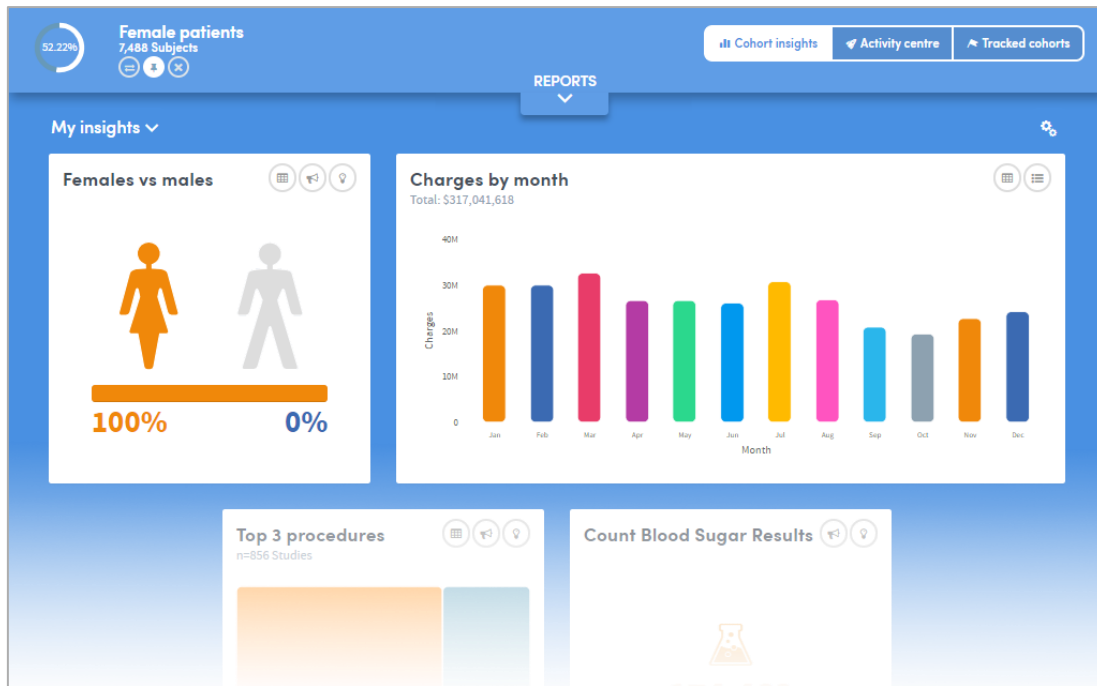 52.22%
Female patients
7,488 Subjects
Cohort insights
Activity centre
Tracked cohorts
REPORTS
My insights
Females vs males
100%
0%
Charges by month
Total: $317,041,618
40M
30M
20M
10M
0
Charges
Jan Feb Mar Apr May Jun Jul Aug Sep Oct Nov Dec
Month
Top 3 procedures
n=856 Studies
Count Blood Sugar Results